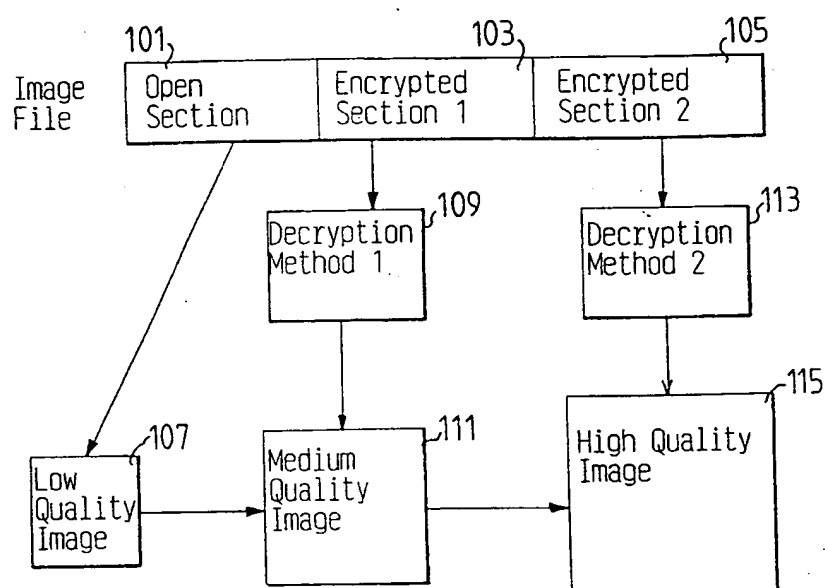 101
103
105
Image
File
Open
Section
Encrypted
Section 1
Encrypted
Section 2
109
113
Decryption
Method 1
Decryption
Method 2
107
111
115
Low
Quality
Image
Medium
Quality
Image
High Quality
Image